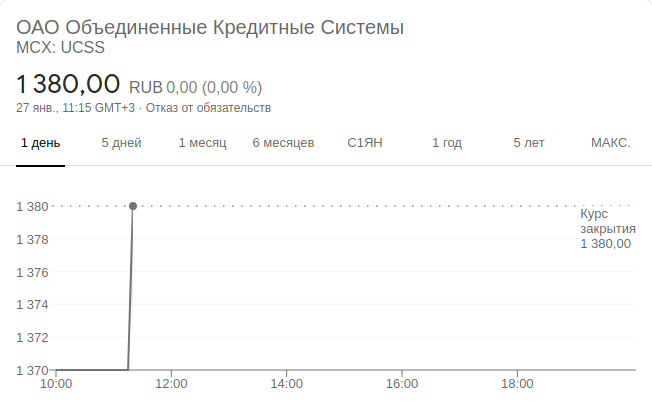 ОАО Объединенные Кредитные Системы
MCX: UCSS
1 380,00 RUB 0,00 (0,00 %)
27 янв., 11:15 GMT+3 · Отказ от обязательств
1 день 5 дней 1 месяц 6 месяцев С1ЯН 1 год 5 лет МАКС.
1 380
Курс
закрытия
1 378
1 380,00
1 376
1 374
1 372
1 370
10:00 12:00 14:00 16:00 18:00